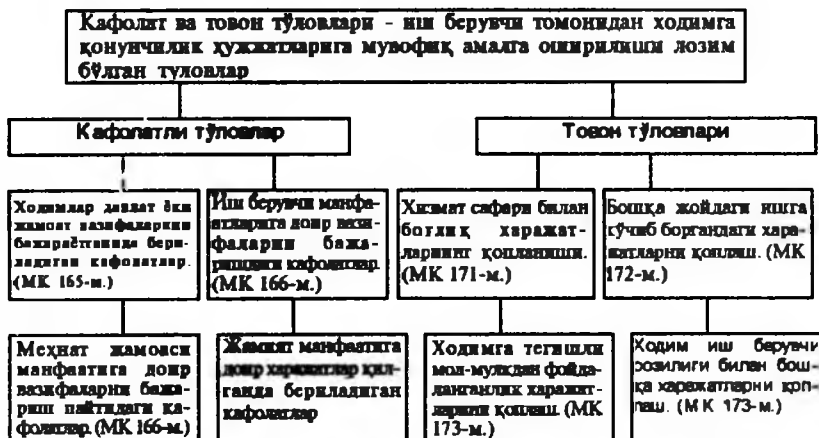 Кафолат ва товон тўловлари - иш берувчи томонидан ходимга
қонунчилик ҳужжатларига мувофиқ амалга оширилиши лозим
бўлган туловлар
Кафолатли тўловлар
Товон тўловлари
Ходимлар давлат ёки
жамоат вазифаларини
бажараётганида бери-
ладиган кафолатлар.
(МК 165-м.)
Иш берувчи манфа-
атларига доир вази-
фаларни бажа-
ришдаги кафолатлар.
(МК 166-м.)
Хизмат сафари билан
боғлиқ харажат-
ларнинг қопланиши.
(МК 171-м.)
Бошқа жойдаги ишга
кўчиб боргандаги хара-
жатларни қоплаш. (МК
172-м.)
Меҳнат жамоаси
манфаатига доир
вазифаларни бажа-
риш пайтидаги ка-
фолатлар. (МК 166-м.)
Жамият манфаатига
доир харажатлар қил-
ганда бериладиган
кафолатлар
Ходимга тегишли
мол-мулкдан фойда-
ланганлик харажат-
ларини қоплаш. (МК
173-м.)
Ходим иш берувчи
розилиги билан бош-
қа харажатларни қоп-
лаш. (МК 173-м.)